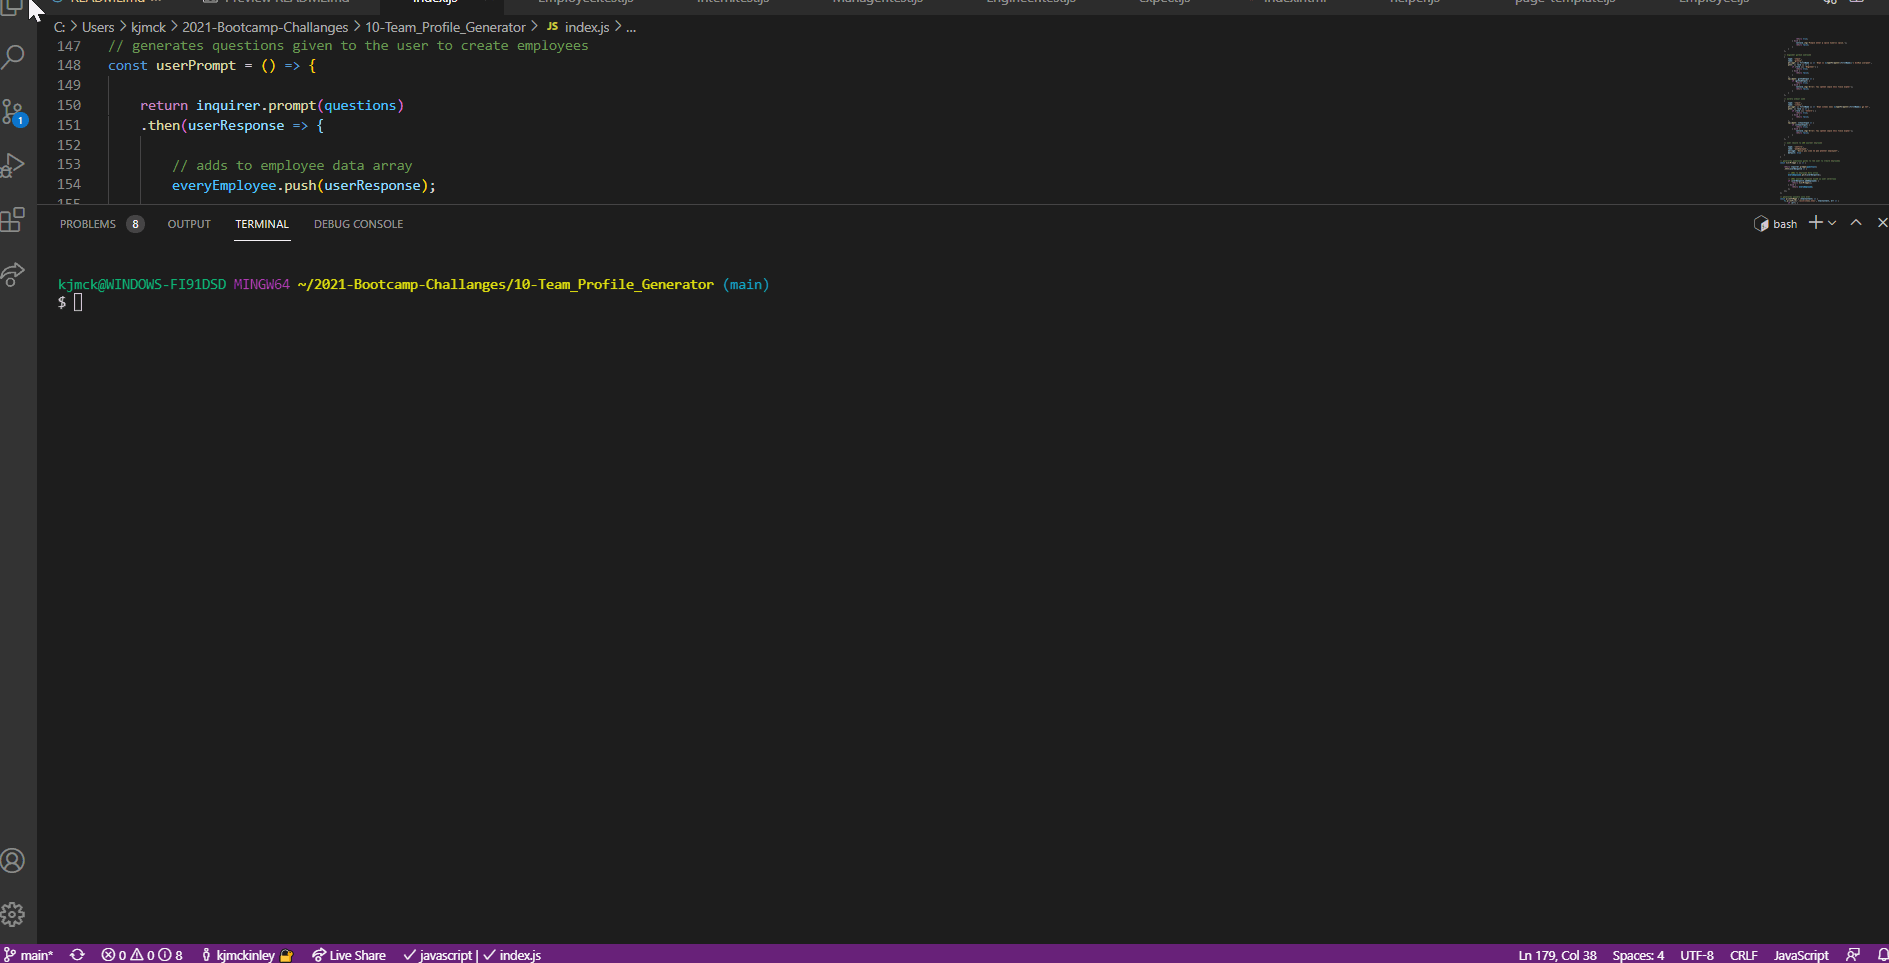 C: > Users > kjmck > 2021-Bootcamp-Challanges > 10-Team_Profile_Generator > JS index.js > ...
147 // generates questions given to the user to create employees
148 const userPrompt = () => {
149
150 return inquirer.prompt(questions)
151 .then(userResponse => {
152
153 // adds to employee data array
154 everyEmployee.push(userResponse);
PROBLEMS 8 OUTPUT TERMINAL DEBUG CONSOLE bash
kjmck@WINDOWS-FI91DSD MINGW64 ~/2021-Bootcamp-Challanges/10-Team_Profile_Generator (main)
$
1
main* 0 0 8 kjmckinley Live Share javascript | index.js Ln 179, Col 38 Spaces: 4 UTF-8 CRLF JavaScript